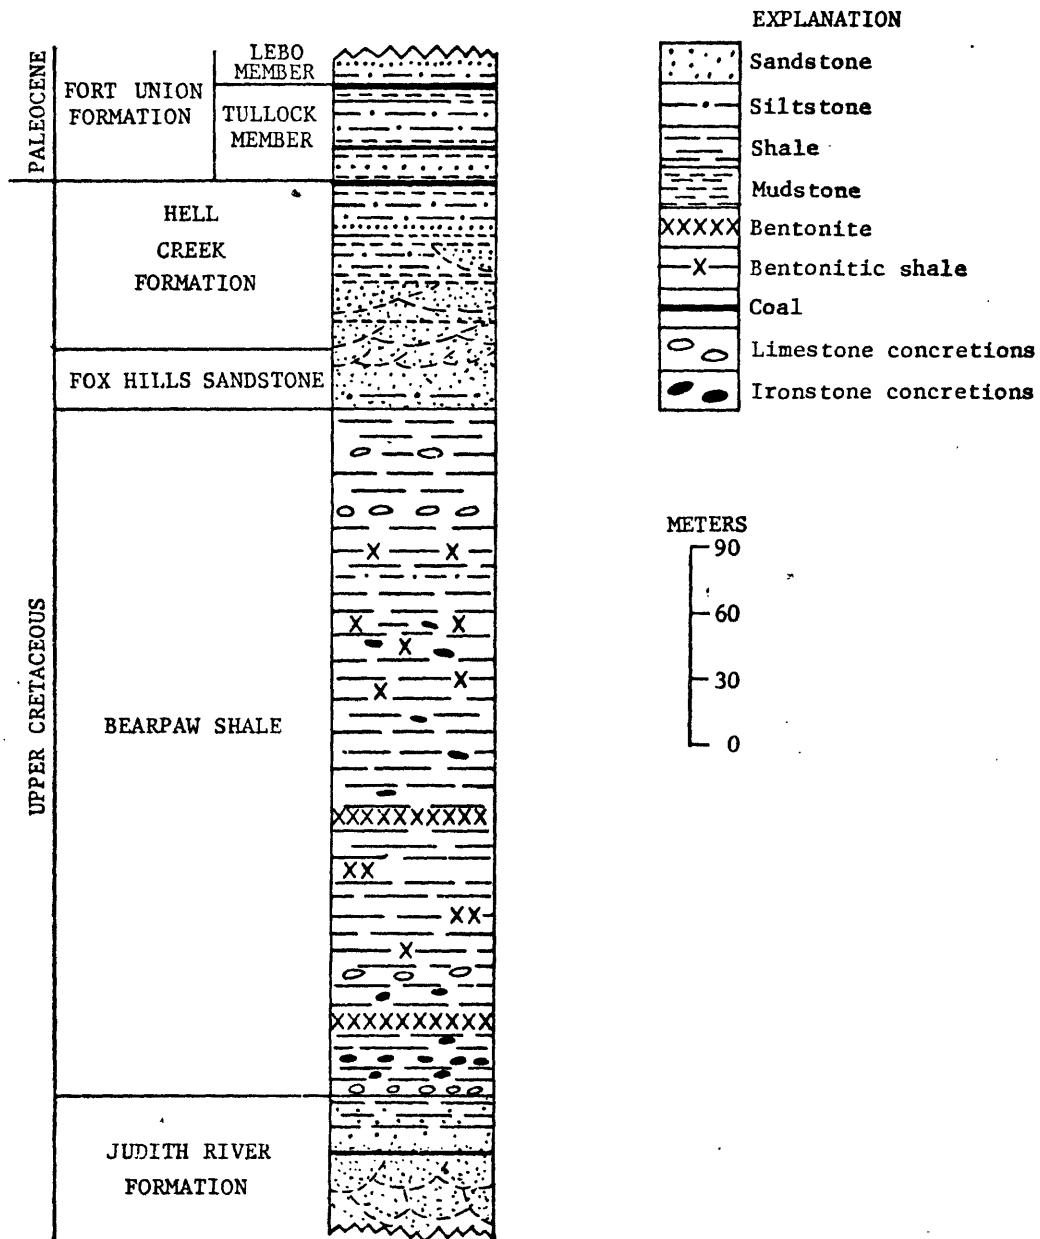 EXPLANATION
Sandstone
Siltstone
Shale
Mudstone
Bentonite
Bentonitic shale
Coal
Limestone concretions
Ironstone concretions
METERS
90
60
30
0
PALEOCENE
FORT UNION
FORMATION
LEBO
MEMBER
TULLOCK
MEMBER
UPPER CRETACEOUS
HELL
CREEK
FORMATION
FOX HILLS SANDSTONE
BEARPAW SHALE
JUDITH RIVER
FORMATION